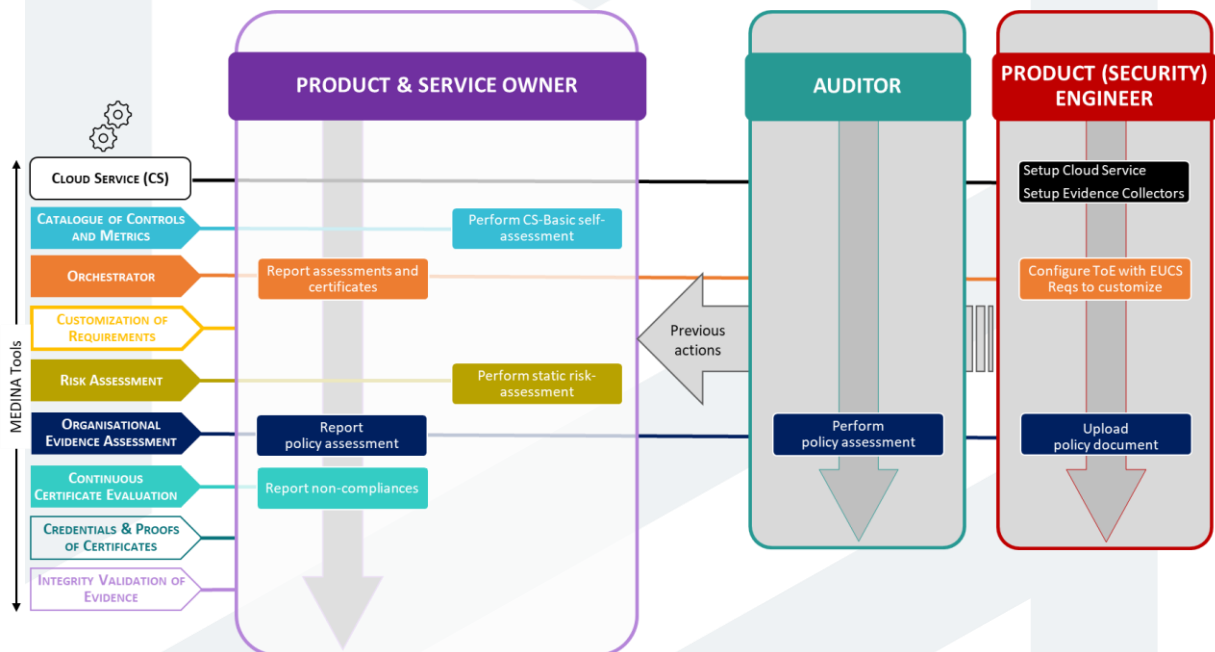 PRODUCT & SERVICE OWNER
AUDITOR
PRODUCT (SECURITY)
ENGINEER
MEDINA Tools
CLOUD SERVICE (CS)
Setup Cloud Service
Setup Evidence Collectors
CATALOGUE OF CONTROLS
AND METRICS
Perform CS-Basic self-
assessment
ORCHESTRATOR
Report assessments and
certificates
Configure ToE with EUCS
Reqs to customize
CUSTOMIZATION OF
REQUIREMENTS
Previous
actions
RISK ASSESSMENT
Perform static risk-
assessment
ORGANISATIONAL
EVIDENCE ASSESSMENT
Report
policy assessment
Perform
policy assessment
Upload
policy document
CONTINUOUS
CERTIFICATE EVALUATION
Report non-compliances
CREDENTIALS & PROOFS
OF CERTIFICATES
INTEGRITY VALIDATION OF
EVIDENCE